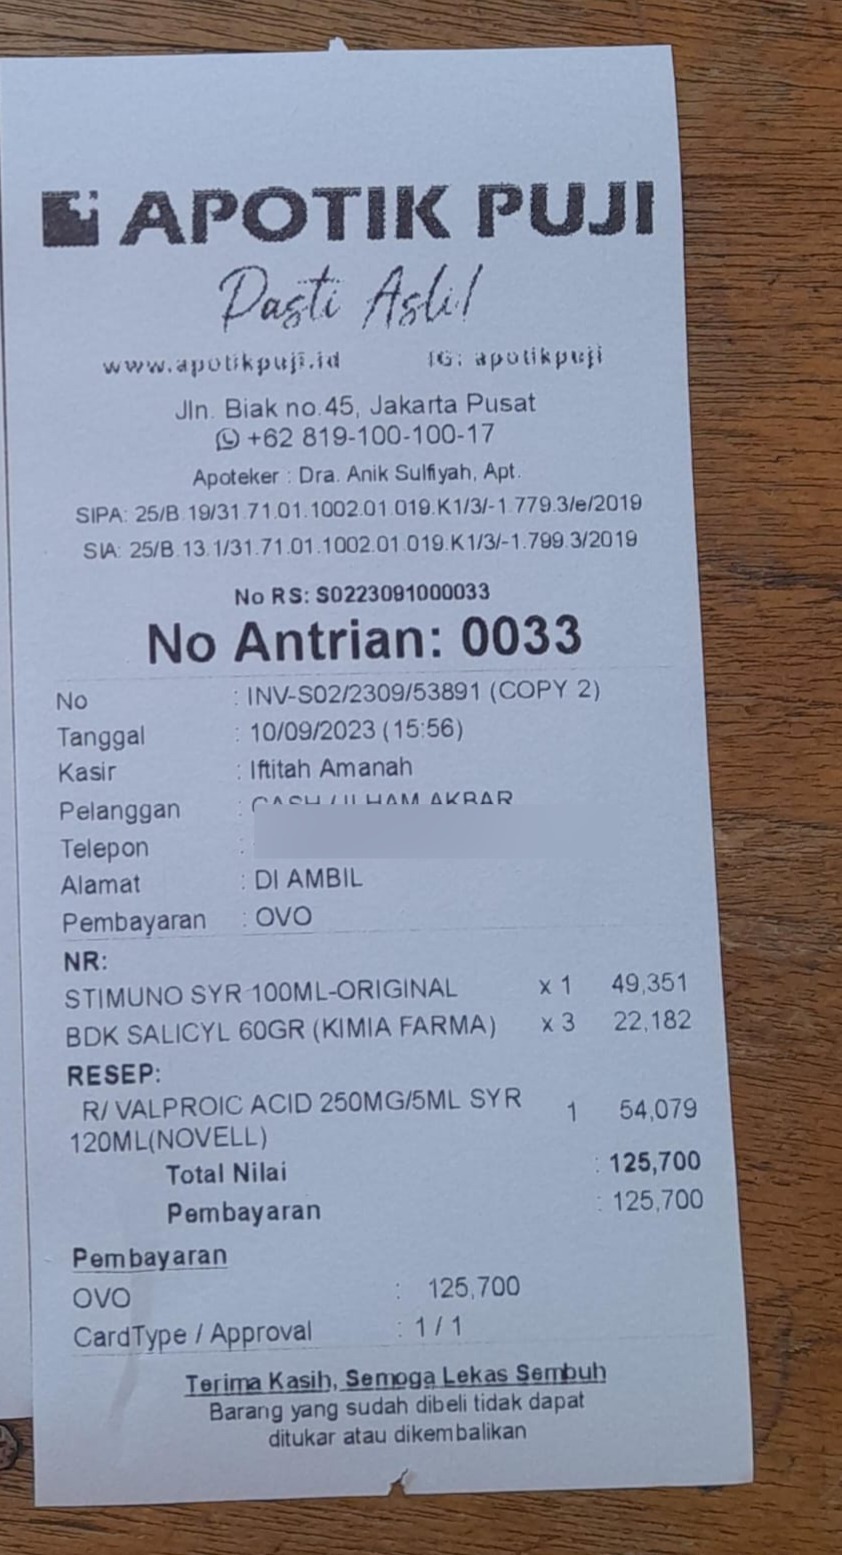 APOTIK PUJI
Pasti Asli!
www.apotikpuji.id IG: apotikpuji
Jln. Biak no.45, Jakarta Pusat
+62 819-100-100-17
Apoteker : Dra. Anik Sulfiyah, Apt.
SIPA: 25/B.19/31.71.01.1002.01.019.K1/3/-1.779.3/e/2019
SIA: 25/B.13.1/31.71.01.1002.01.019.K1/3/-1.799.3/2019
No RS: S0223091000033
No Antrian: 0033
No : INV-S02/2309/53891 (COPY 2)
Tanggal : 10/09/2023 (15:56)
Kasir : Iftitah Amanah
Pelanggan : CASH / ILHAM AKBAR
Telepon :
Alamat : DI AMBIL
Pembayaran : OVO
NR:
STIMUNO SYR 100ML-ORIGINAL x 1 49,351
BDK SALICYL 60GR (KIMIA FARMA) x 3 22,182
RESEP:
R/ VALPROIC ACID 250MG/5ML SYR 1 54,079
120ML(NOVELL)
Total Nilai : 125,700
Pembayaran : 125,700
Pembayaran
OVO : 125,700
CardType / Approval : 1 / 1
Terima Kasih, Semoga Lekas Sembuh
Barang yang sudah dibeli tidak dapat
ditukar atau dikembalikan